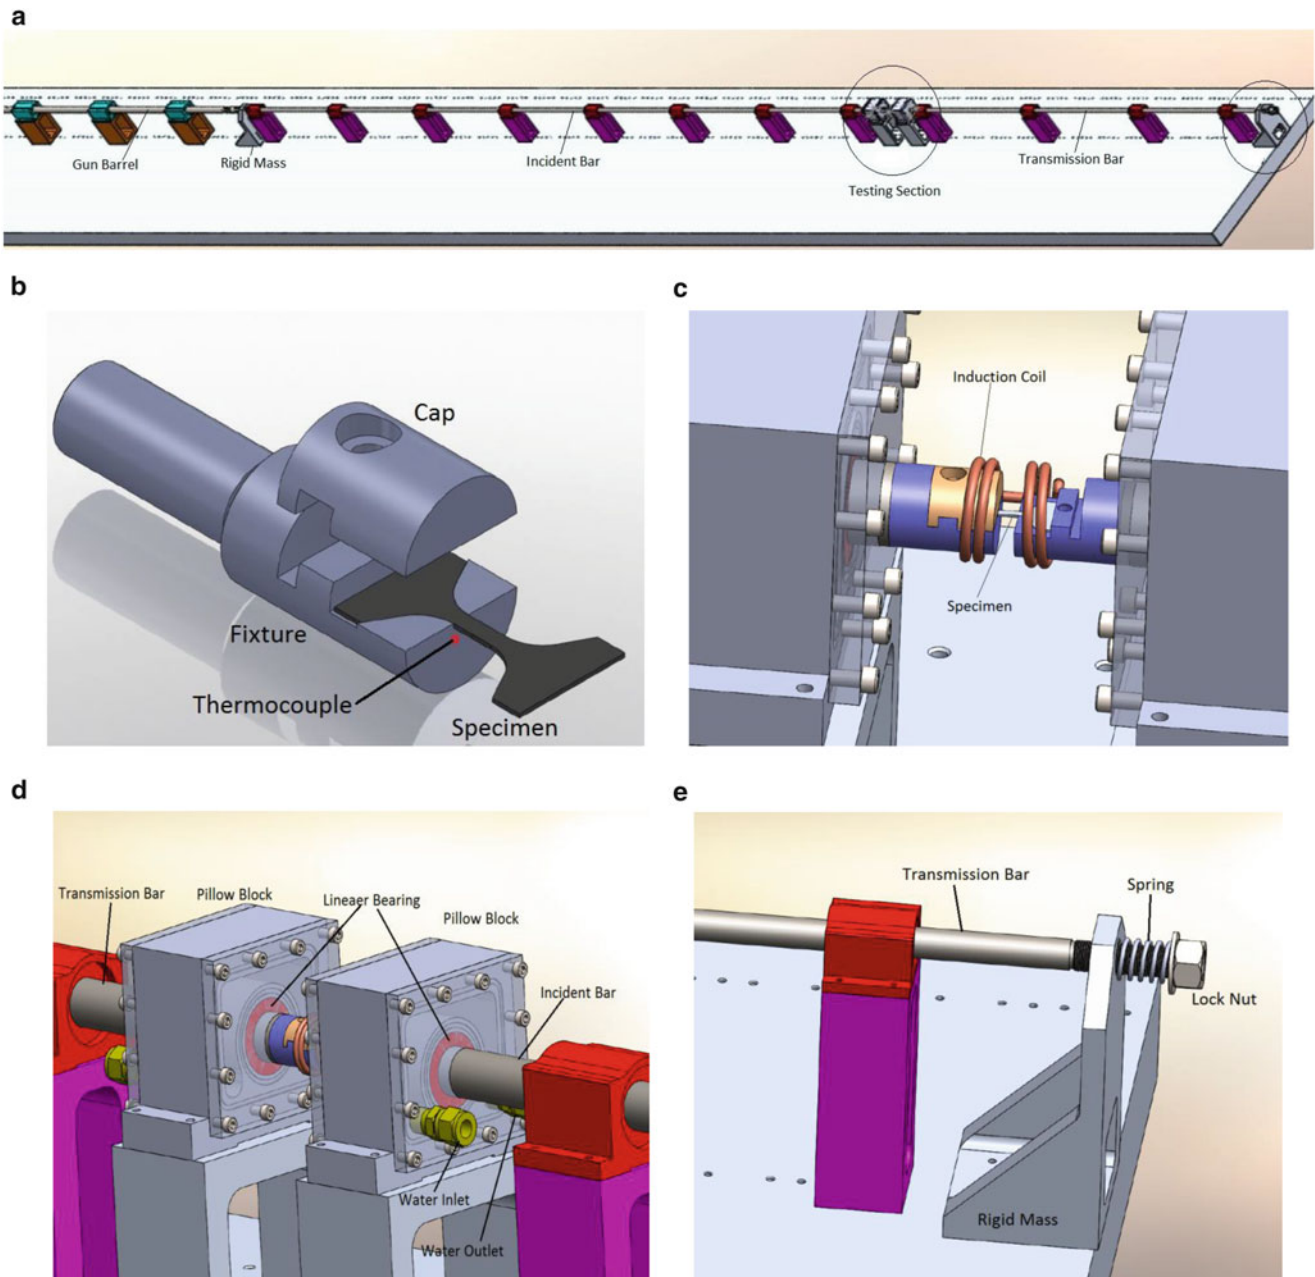 a
Gun Barrel
Rigid Mass
Incident Bar
Testing Section
Transmission Bar
b
Cap
Fixture
Thermocouple
Specimen
c
Induction Coil
Specimen
d
Transmission Bar
Pillow Block
Lineaer Bearing
Pillow Block
Incident Bar
Water Inlet
Water Outlet
e
Transmission Bar
Spring
Lock Nut
Rigid Mass